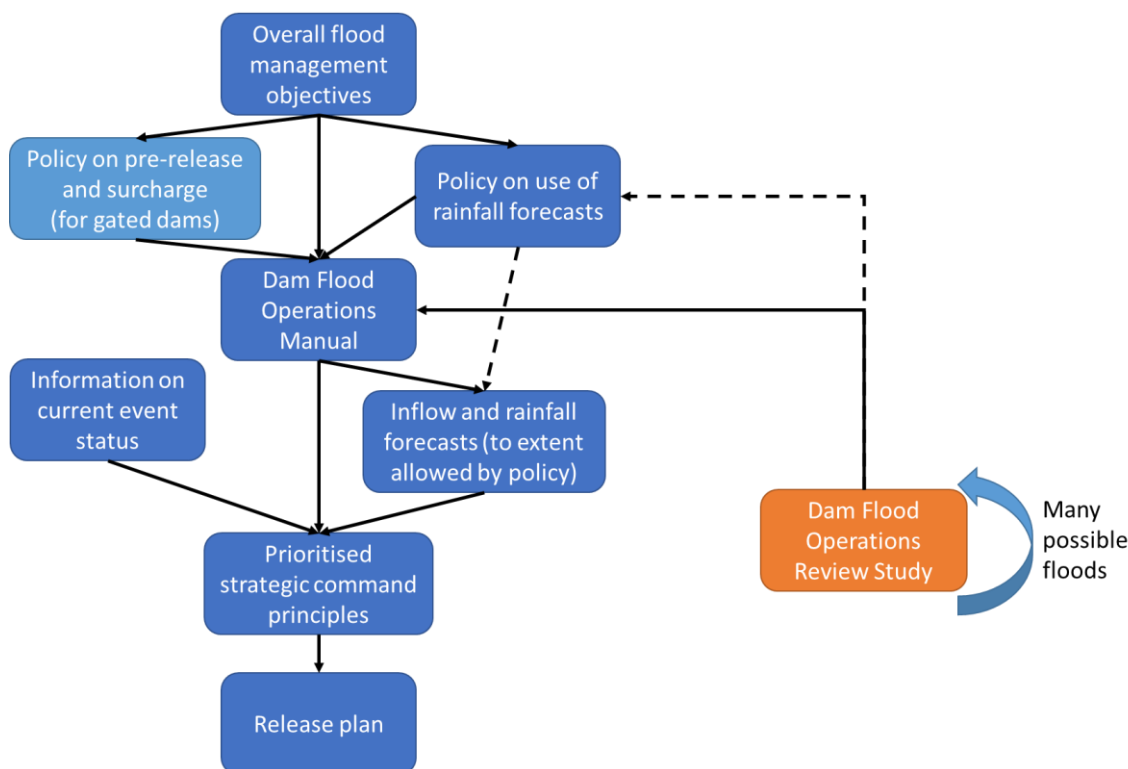 Overall flood
management
objectives
Policy on pre-release
and surcharge
(for gated dams)
Policy on use of
rainfall forecasts
Dam Flood
Operations
Manual
Information on
current event
status
Inflow and rainfall
forecasts (to extent
allowed by policy)
Dam Flood
Operations
Review Study
Many
possible
floods
Prioritised
strategic command
principles
Release plan